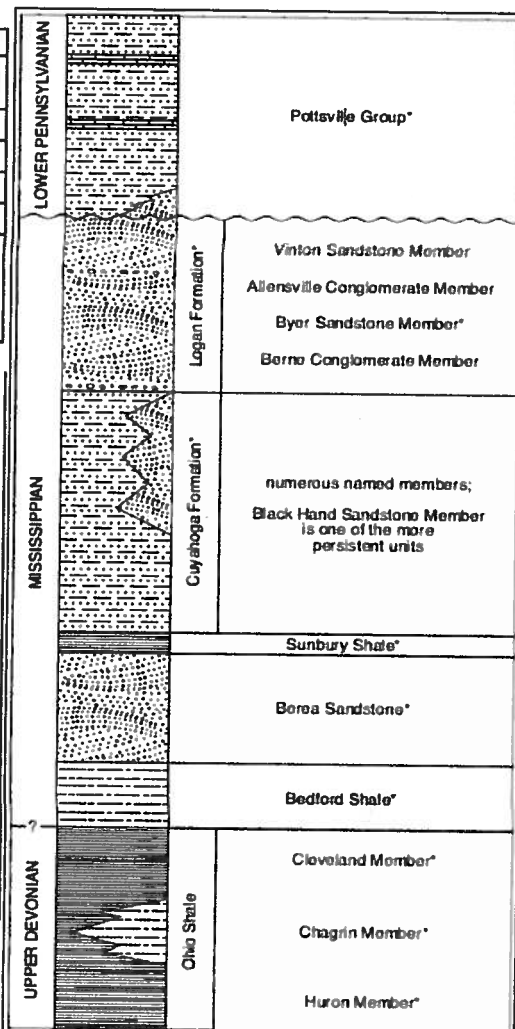 LOWER PENNSYLVANIAN
Pottsville Group*
MISSISSIPPIAN
Logan Formation*
Vinton Sandstone Member
Allensville Conglomerate Member
Byer Sandstone Member*
Berne Conglomerate Member
Cuyahoga Formation*
numerous named members;
Black Hand Sandstone Member
is one of the more
persistent units
Sunbury Shale*
Berea Sandstone*
Bedford Shale*
?
UPPER DEVONIAN
Ohio Shale
Cleveland Member*
Chagrin Member*
Huron Member*